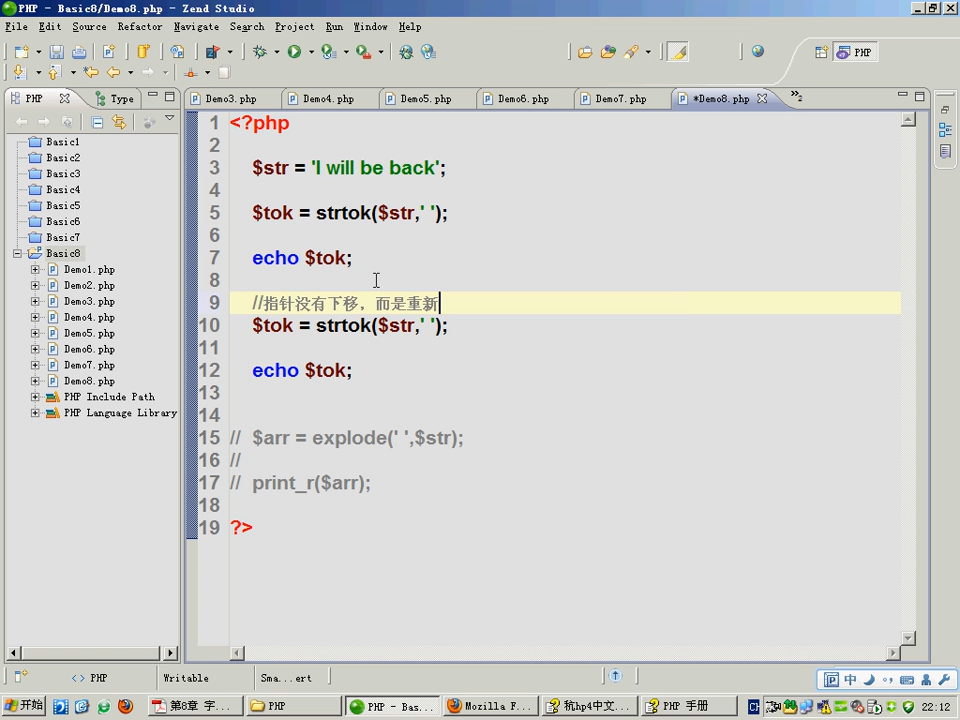 PHP - Basic8/Demo8.php - Zend Studio
File Edit Source Refactor Navigate Search Project Run Window Help
PHP
PHP Type Demo3.php Demo4.php Demo5.php Demo6.php Demo7.php *Demo8.php »2
Basic1
Basic2
Basic3
Basic4
Basic5
Basic6
Basic7
Basic8
Demo1.php
Demo2.php
Demo3.php
Demo4.php
Demo5.php
Demo6.php
Demo7.php
Demo8.php
PHP Include Path
PHP Language Library
1 <?php
2
3 $str = 'I will be back';
4
5 $tok = strtok($str,' ');
6
7 echo $tok;
8
9 //指针没有下移，而是重新
10 $tok = strtok($str,' ');
11
12 echo $tok;
13
14
15 // $arr = explode(' ',$str);
16 //
17 // print_r($arr);
18
19 ?>
<> PHP Writable Sma...ert
中
开始 第8章 字... PHP PHP - Bas... Mozilla F... 杭hp4中文... PHP 手册 CH 22:12